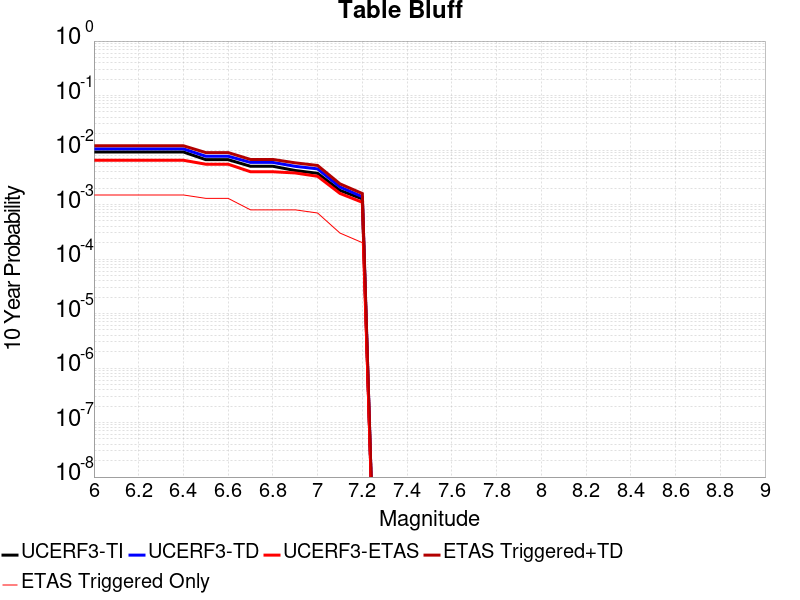 Table Bluff
10 0
10 -1
10 -2
10 -3
10 -4
10 -5
10 -6
10 -7
10 -8
10 Year Probability
6 6.2 6.4 6.6 6.8 7 7.2 7.4 7.6 7.8 8 8.2 8.4 8.6 8.8 9
Magnitude
UCERF3-TI UCERF3-TD UCERF3-ETAS ETAS Triggered+TD
ETAS Triggered Only